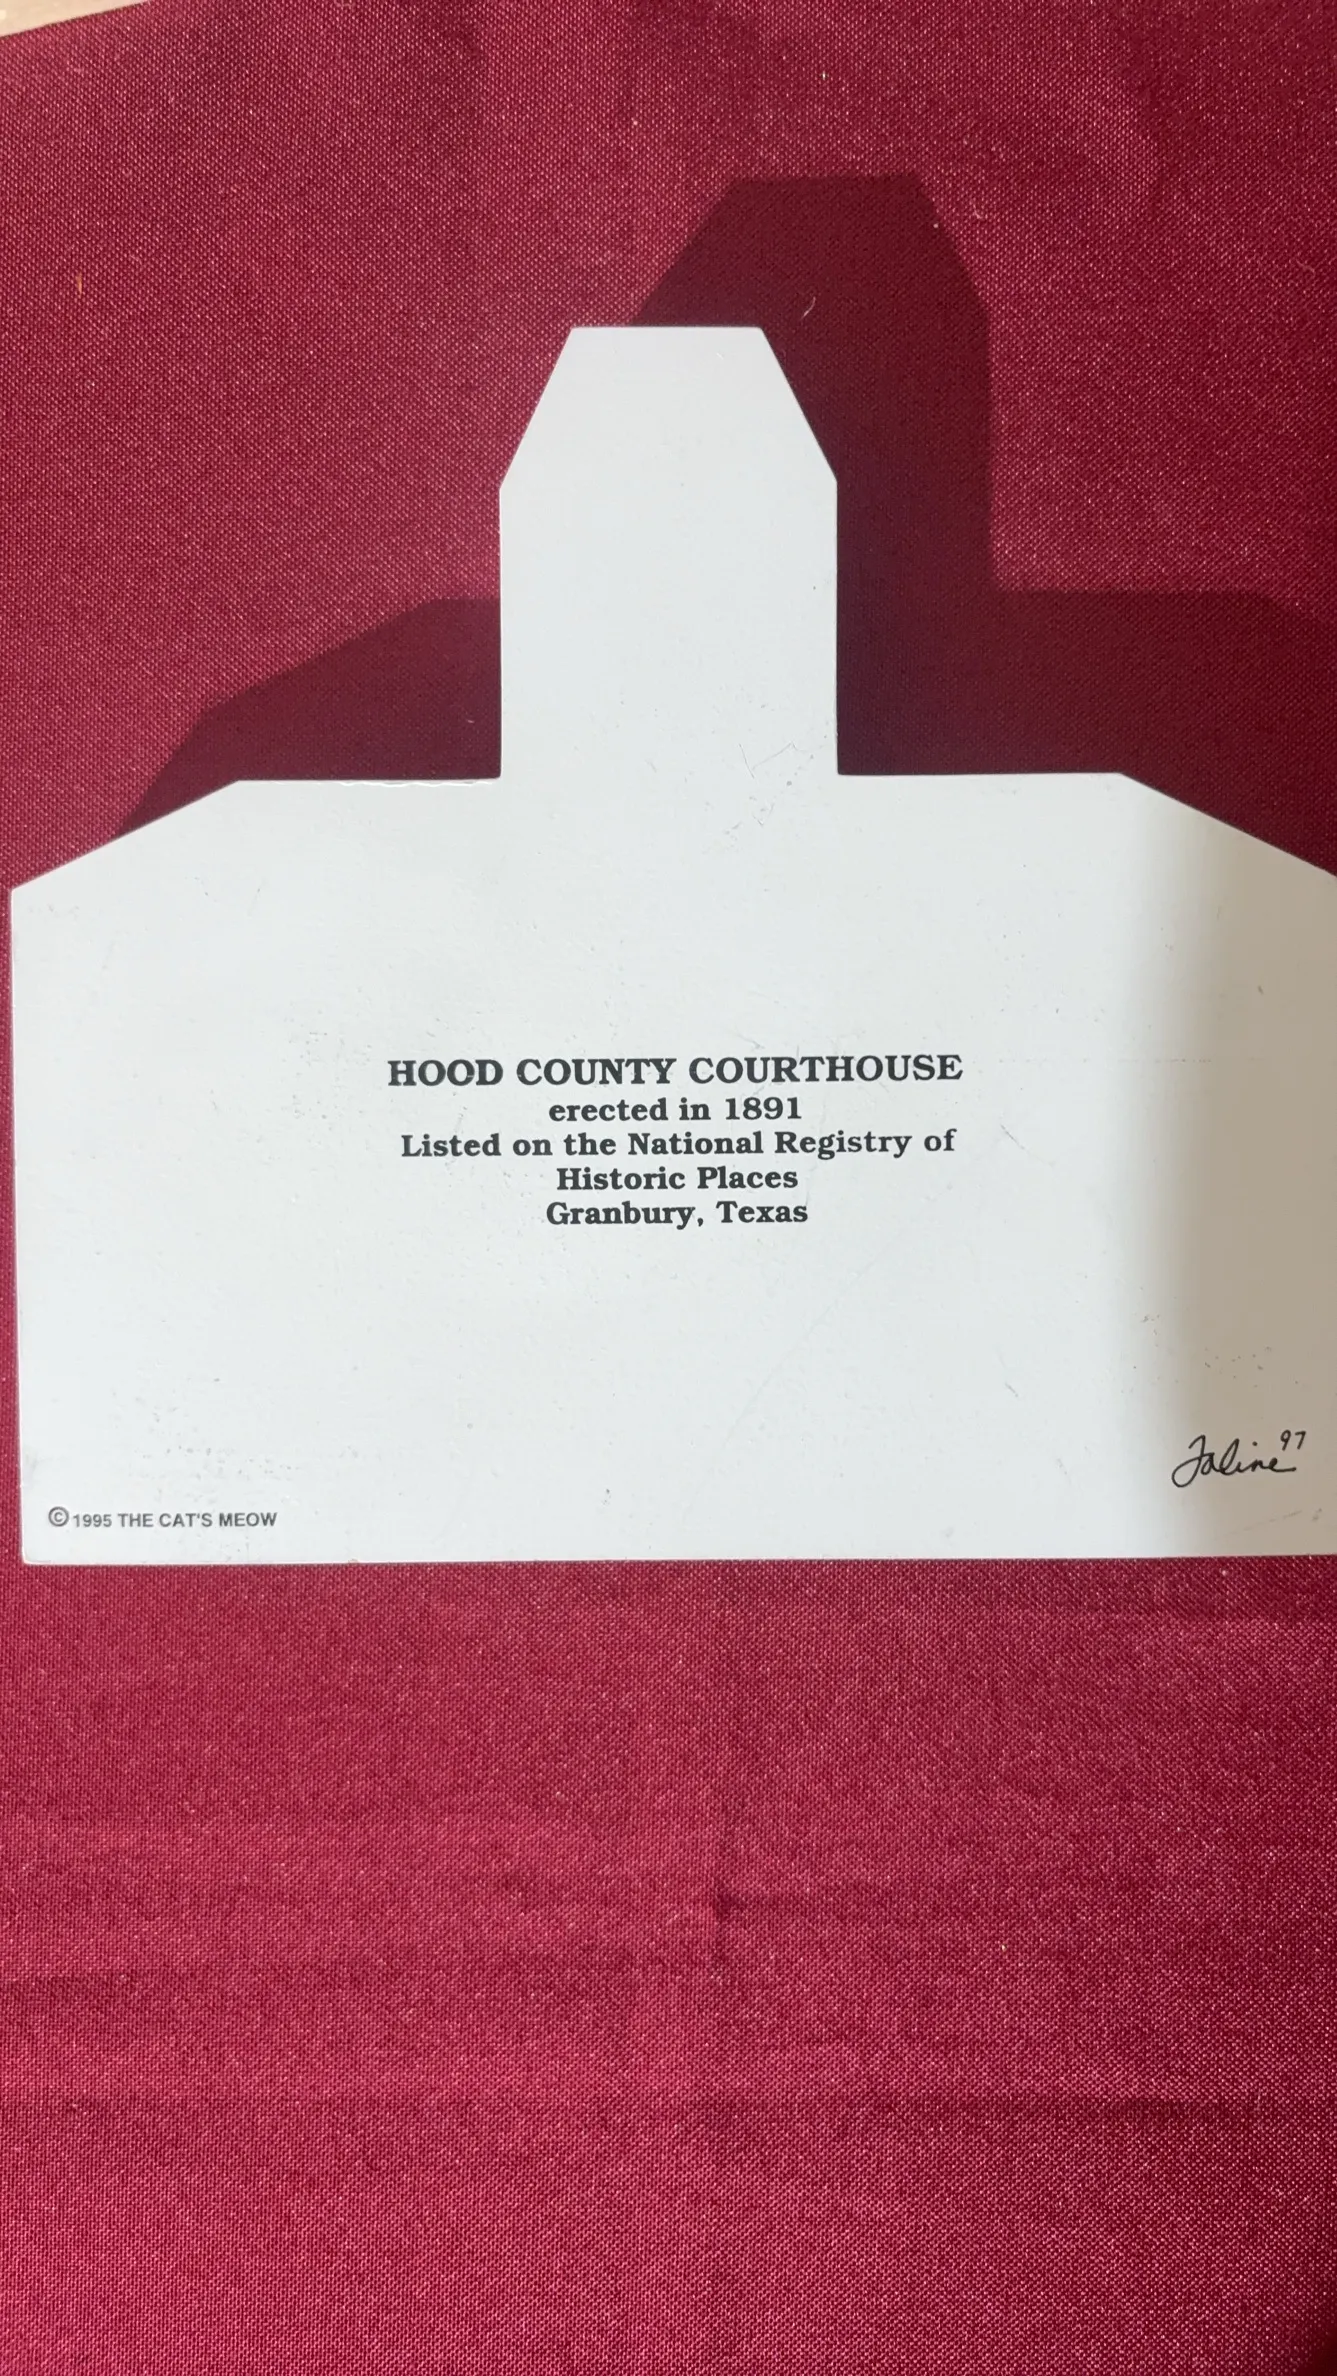 HOOD COUNTY COURTHOUSE
erected in 1891
Listed on the National Registry of
Historic Places
Granbury, Texas
Faline 97
© 1995 THE CAT'S MEOW